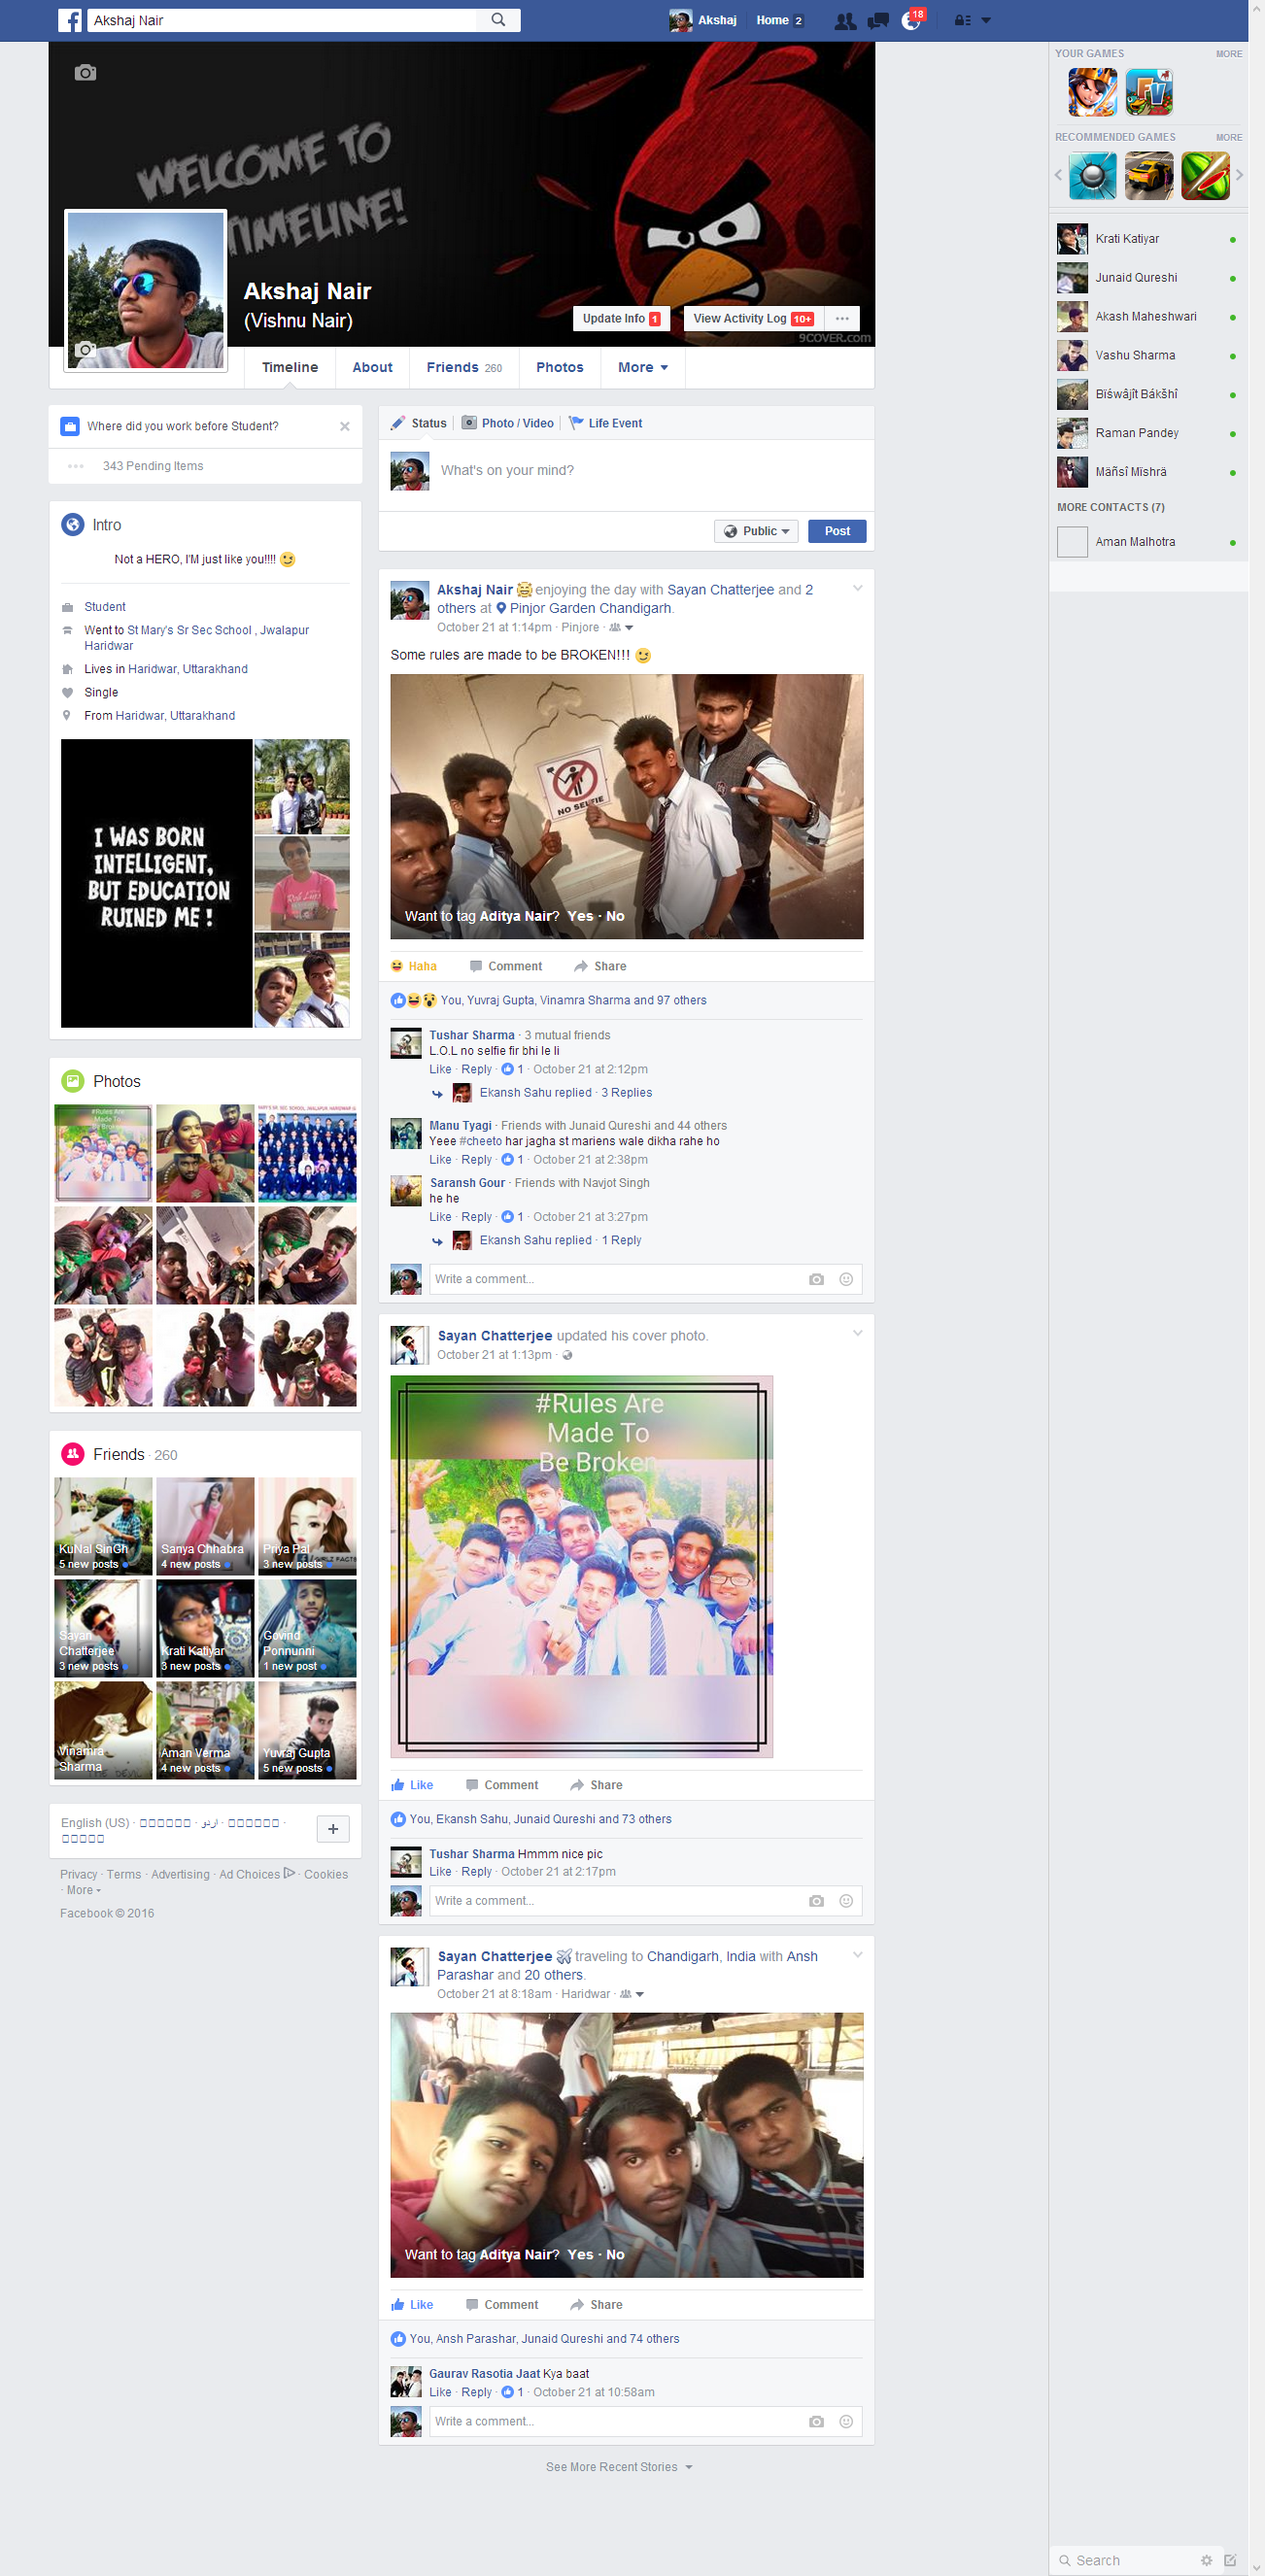 Akshaj Nair
Akshaj
Home 2
18
WELCOME TO
TIMELINE!
Akshaj Nair
(Vishnu Nair)
Update Info 1
View Activity Log 10+
9COVER.com
Timeline
About
Friends 260
Photos
More
Where did you work before Student?
343 Pending Items
Intro
Not a HERO, I'M just like you!!!!
Student
Went to St Mary's Sr Sec School , Jwalapur
Haridwar
Lives in Haridwar, Uttarakhand
Single
From Haridwar, Uttarakhand
I WAS BORN
INTELLIGENT,
BUT EDUCATION
RUINED ME !
Photos
#Rules Are
Made To
Be Broken
Friends · 260
KuNal SinGh
5 new posts
Sanya Chhabra
4 new posts
Priya Pal
3 new posts
Sayan
Chatterjee
3 new posts
Krati Katiyar
3 new posts
Govind
Ponnunni
1 new post
Vinamra
Sharma
Aman Verma
4 new posts
Yuvraj Gupta
5 new posts
English (US) · □□□□□□ · اردو · □□□□□□ ·
□□□□□
Privacy · Terms · Advertising · Ad Choices · Cookies
· More
Facebook © 2016
Status
Photo / Video
Life Event
What's on your mind?
Public
Post
Akshaj Nair enjoying the day with Sayan Chatterjee and 2
others at Pinjor Garden Chandigarh.
October 21 at 1:14pm · Pinjore ·
Some rules are made to be BROKEN!!!
NO SELFIE
Want to tag Aditya Nair? Yes · No
Haha
Comment
Share
You, Yuvraj Gupta, Vinamra Sharma and 97 others
Tushar Sharma · 3 mutual friends
L.O.L no selfie fir bhi le li
Like · Reply · 1 · October 21 at 2:12pm
Ekansh Sahu replied · 3 Replies
Manu Tyagi · Friends with Junaid Qureshi and 44 others
Yeee #cheeto har jagha st mariens wale dikha rahe ho
Like · Reply · 1 · October 21 at 2:38pm
Saransh Gour · Friends with Navjot Singh
he he
Like · Reply · 1 · October 21 at 3:27pm
Ekansh Sahu replied · 1 Reply
Write a comment...
Sayan Chatterjee updated his cover photo.
October 21 at 1:13pm ·
#Rules Are
Made To
Be Broken
Like
Comment
Share
You, Ekansh Sahu, Junaid Qureshi and 73 others
Tushar Sharma Hmmm nice pic
Like · Reply · October 21 at 2:17pm
Write a comment...
Sayan Chatterjee traveling to Chandigarh, India with Ansh
Parashar and 20 others.
October 21 at 8:18am · Haridwar ·
Want to tag Aditya Nair? Yes · No
Like
Comment
Share
You, Ansh Parashar, Junaid Qureshi and 74 others
Gaurav Rasotia Jaat Kya baat
Like · Reply · 1 · October 21 at 10:58am
Write a comment...
See More Recent Stories
YOUR GAMES
MORE
FV
RECOMMENDED GAMES
MORE
Krati Katiyar
Junaid Qureshi
Akash Maheshwari
Vashu Sharma
Bïśwâjît Bákšhî
Raman Pandey
Mäñsî Mïshrä
MORE CONTACTS (7)
Aman Malhotra
Search